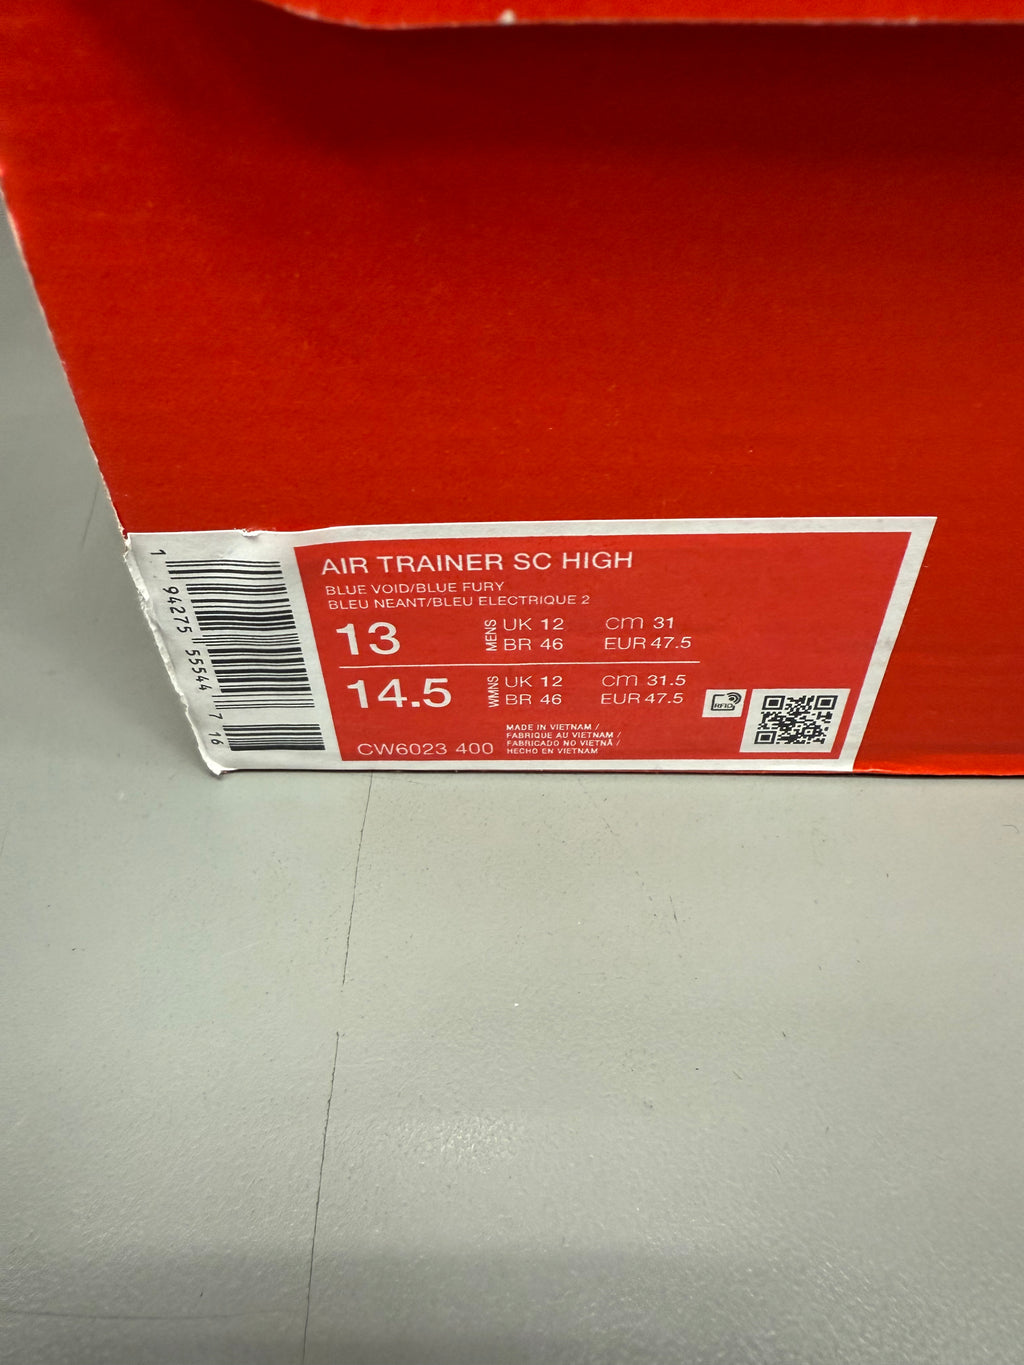 AIR TRAINER SC HIGH
BLUE VOID/BLUE FURY
BLEU NEANT/BLEU ELECTRIQUE 2
13 MENS UK 12 cm 31
BR 46 EUR 47.5
14.5 WMNS UK 12 cm 31.5
BR 46 EUR 47.5
RFID
CW6023 400
MADE IN VIETNAM /
FABRIQUE AU VIETNAM /
FABRICADO NO VIETNÃ /
HECHO EN VIETNAM
1 94275 55544 7 16